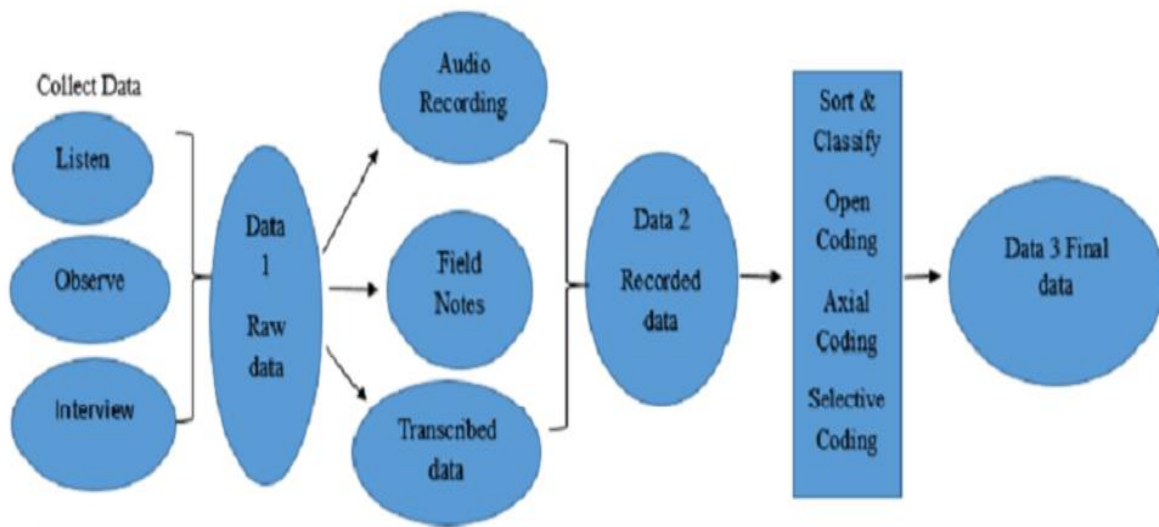 Collect Data
Listen
Observe
Interview
Data
1
Raw
data
Audio
Recording
Field
Notes
Transcribed
data
Data 2
Recorded
data
Sort &
Classify
Open
Coding
Axial
Coding
Selective
Coding
Data 3 Final
data